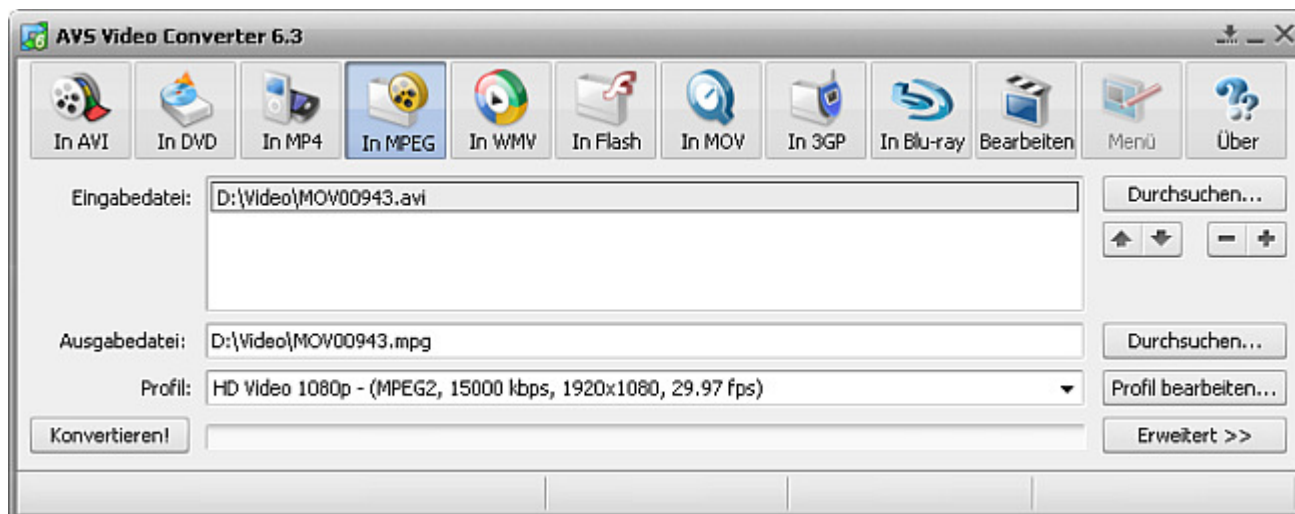 AVS Video Converter 6.3
In AVI In DVD In MP4 In MPEG In WMV In Flash In MOV In 3GP In Blu-ray Bearbeiten Menü Über
Eingabedatei: D:\Video\MOV00943.avi Durchsuchen...
Ausgabedatei: D:\Video\MOV00943.mpg Durchsuchen...
Profil: HD Video 1080p - (MPEG2, 15000 kbps, 1920x1080, 29.97 fps) Profil bearbeiten...
Konvertieren! Erweitert >>